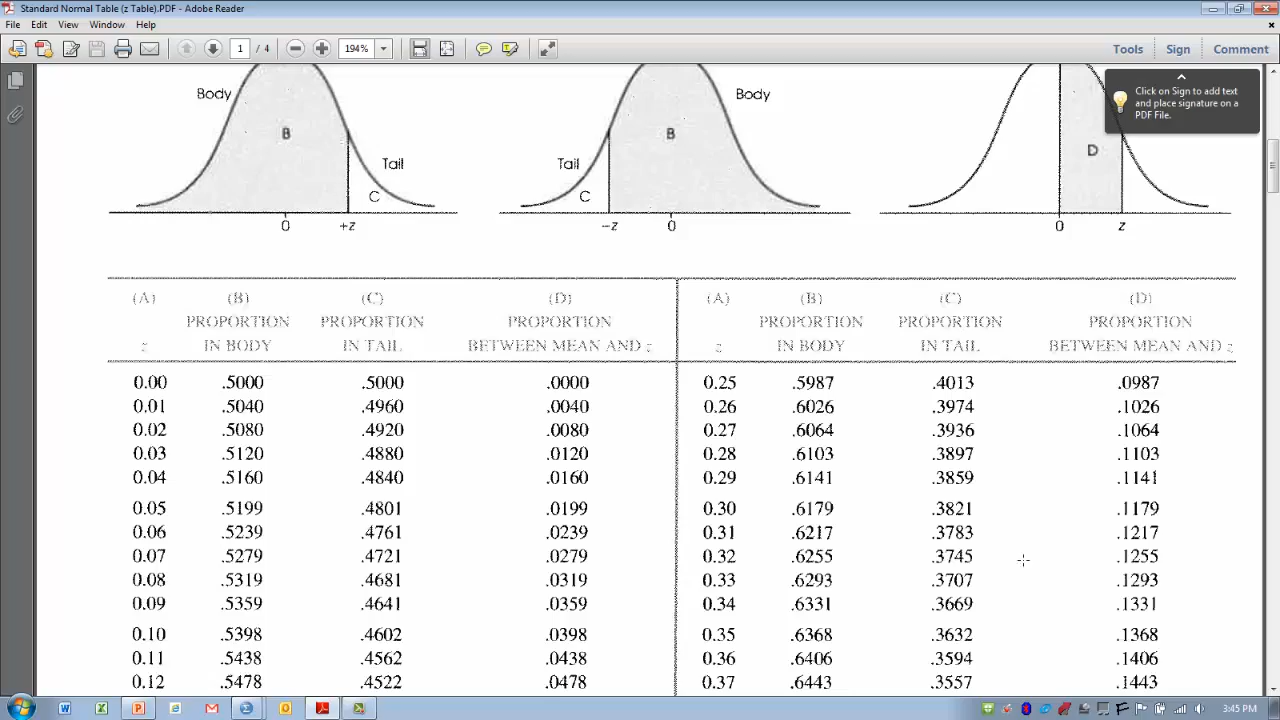 Standard Normal Table (z Table).PDF - Adobe Reader
File Edit View Window Help
1 / 4 194% Tools Sign Comment
Click on Sign to add text
and place signature on a
PDF File.
Body B Tail C 0 +z
Body B Tail C −z 0
D 0 z
(A) (B) (C) (D) (A) (B) (C) (D)
PROPORTION PROPORTION PROPORTION PROPORTION PROPORTION PROPORTION
z IN BODY IN TAIL BETWEEN MEAN AND z z IN BODY IN TAIL BETWEEN MEAN AND z
0.00 .5000 .5000 .0000 0.25 .5987 .4013 .0987
0.01 .5040 .4960 .0040 0.26 .6026 .3974 .1026
0.02 .5080 .4920 .0080 0.27 .6064 .3936 .1064
0.03 .5120 .4880 .0120 0.28 .6103 .3897 .1103
0.04 .5160 .4840 .0160 0.29 .6141 .3859 .1141
0.05 .5199 .4801 .0199 0.30 .6179 .3821 .1179
0.06 .5239 .4761 .0239 0.31 .6217 .3783 .1217
0.07 .5279 .4721 .0279 0.32 .6255 .3745 .1255
0.08 .5319 .4681 .0319 0.33 .6293 .3707 .1293
0.09 .5359 .4641 .0359 0.34 .6331 .3669 .1331
0.10 .5398 .4602 .0398 0.35 .6368 .3632 .1368
0.11 .5438 .4562 .0438 0.36 .6406 .3594 .1406
0.12 .5478 .4522 .0478 0.37 .6443 .3557 .1443
3:45 PM